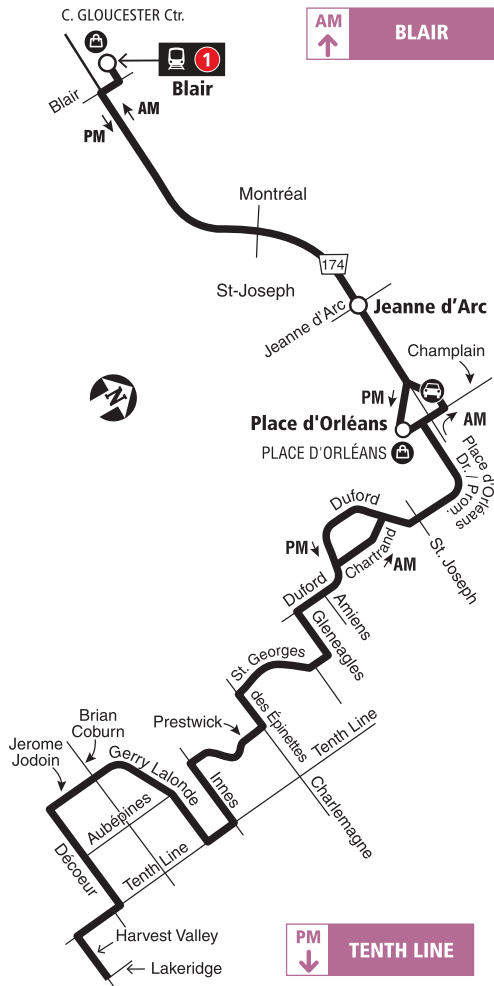 C. GLOUCESTER Ctr.
AM
BLAIR
1
Blair
Blair
AM
PM
Montréal
174
St-Joseph
Jeanne d'Arc
Jeanne d'Arc
Champlain
PM
AM
Place d'Orléans
PLACE D'ORLÉANS
Place d'Orléans
Dr. / Prom.
Duford
PM
Chartrand
AM
St. Joseph
Duford
Amiens
Gleneagles
St. Georges
des Épinettes
Prestwick
Tenth Line
Brian
Coburn
Jerome
Jodoin
Gerry Lalonde
Innes
Charlemagne
Aubépines
Décoeur
Tenth Line
Harvest Valley
Lakeridge
N
PM
TENTH LINE